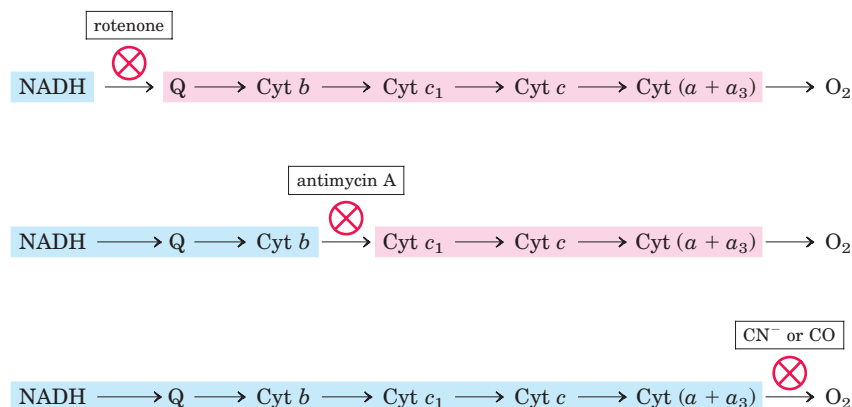 rotenone
NADH → Q → Cyt b → Cyt c₁ → Cyt c → Cyt (a + a₃) → O₂
antimycin A
NADH → Q → Cyt b → Cyt c₁ → Cyt c → Cyt (a + a₃) → O₂
CN⁻ or CO
NADH → Q → Cyt b → Cyt c₁ → Cyt c → Cyt (a + a₃) → O₂